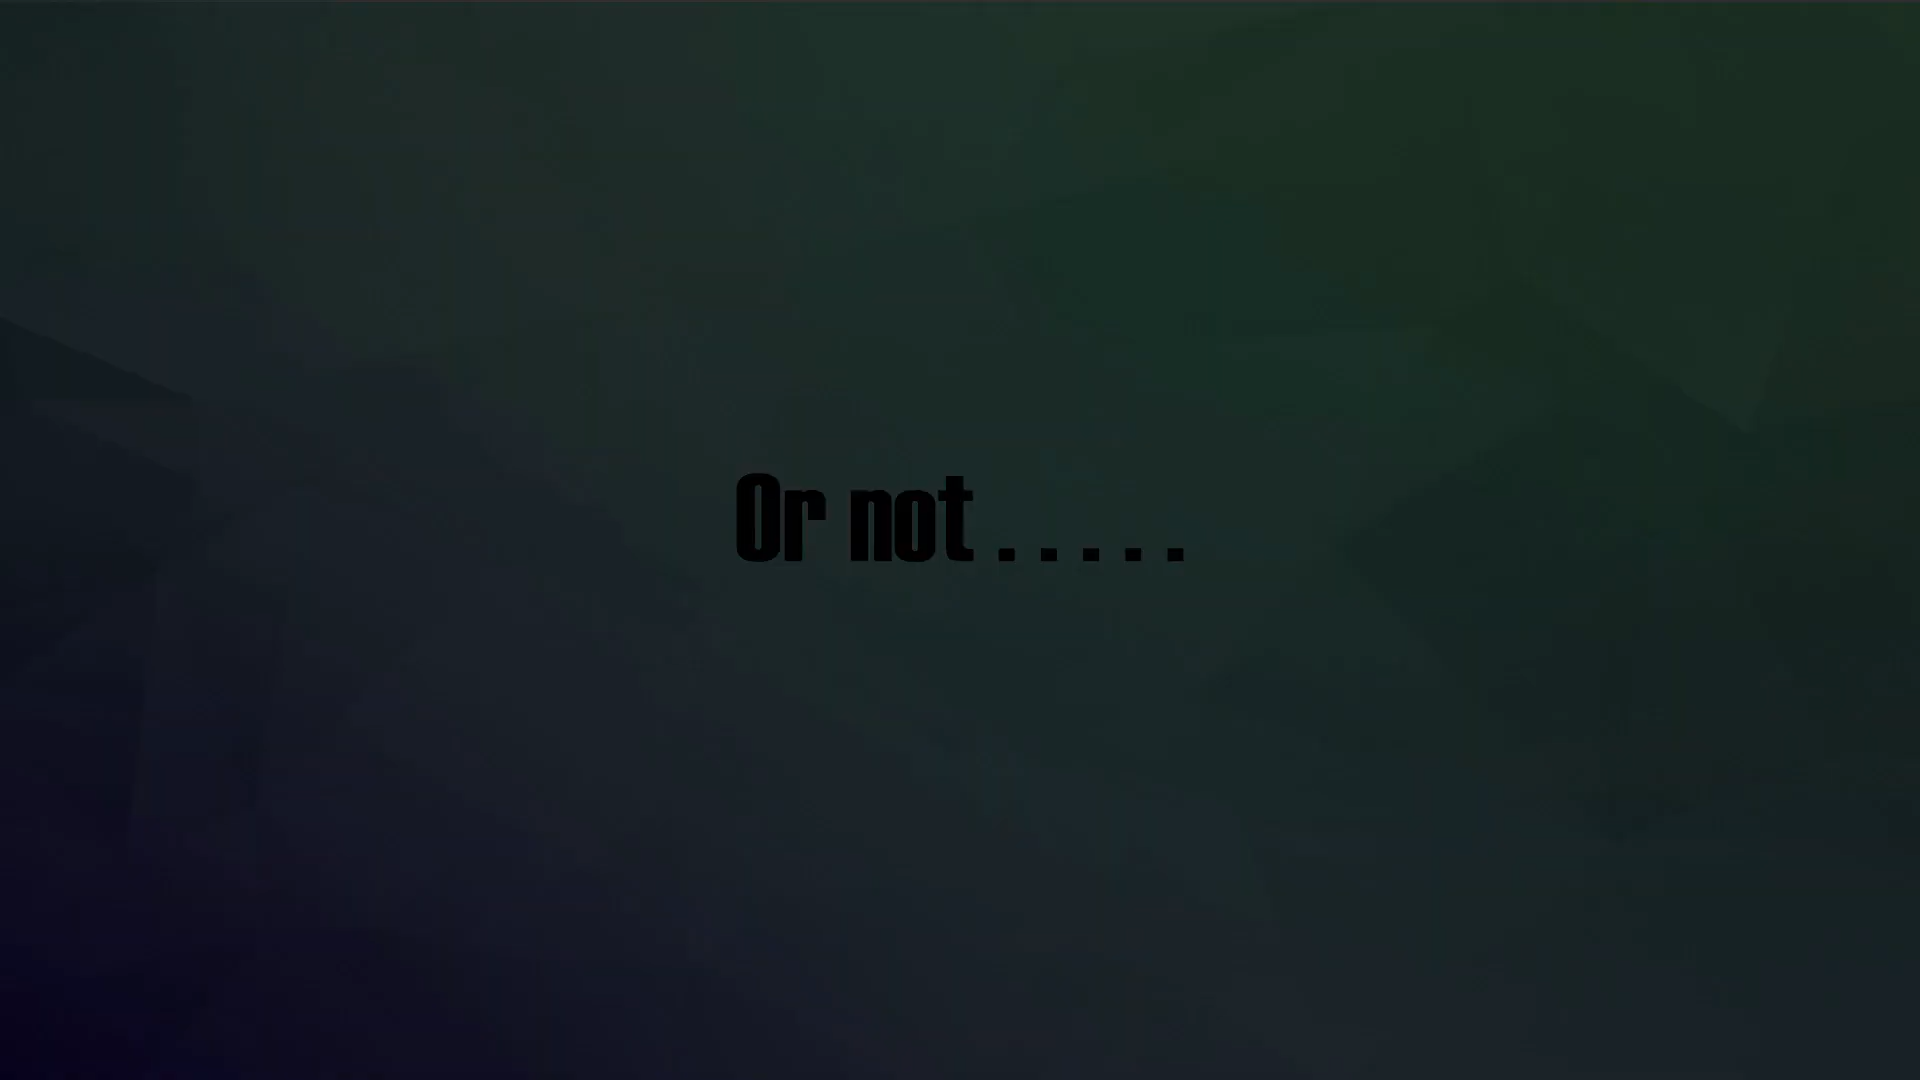 Or not . . . . .